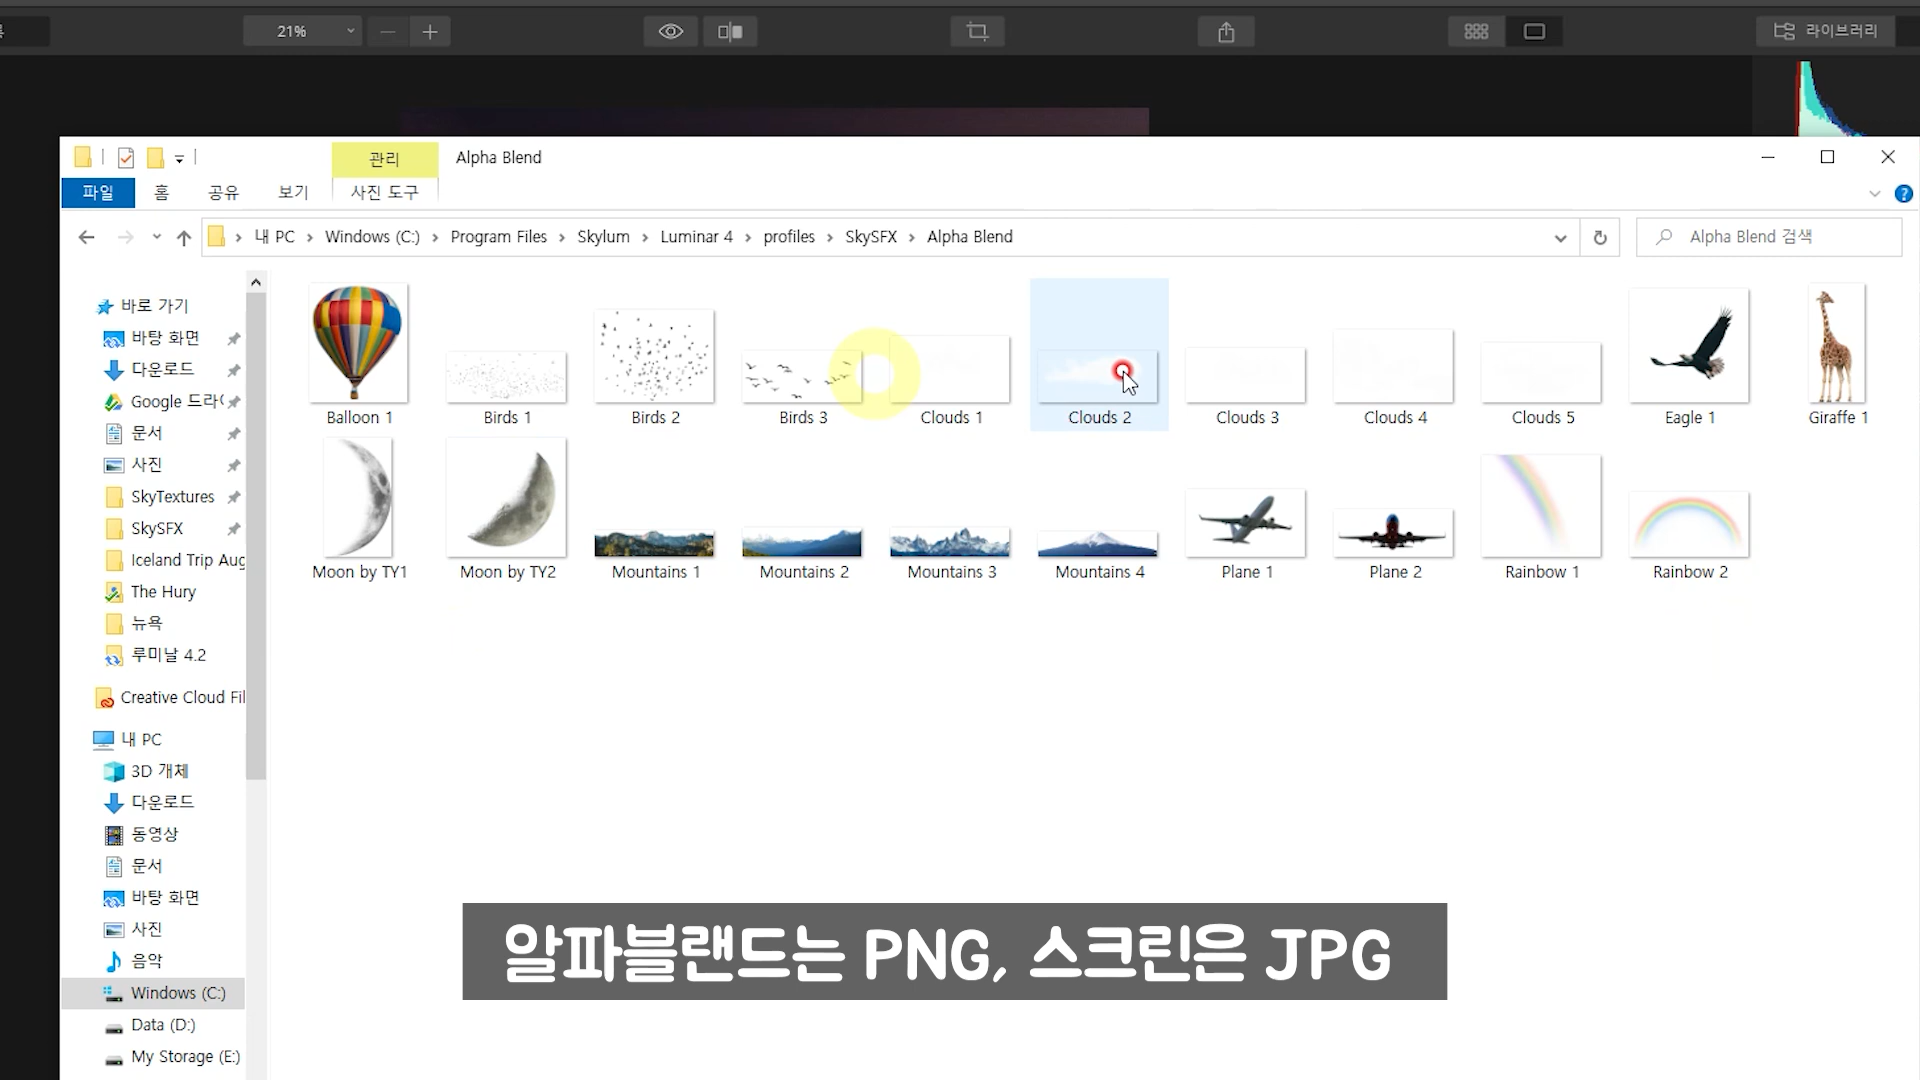 21%
라이브러리
관리
Alpha Blend
파일
홈
공유
보기
사진 도구
내 PC
Windows (C:)
Program Files
Skylum
Luminar 4
profiles
SkySFX
Alpha Blend
Alpha Blend 검색
바로 가기
바탕 화면
다운로드
Google 드라
문서
사진
SkyTextures
SkySFX
Iceland Trip Aug
The Hury
뉴욕
루미날 4.2
Creative Cloud Fil
내 PC
3D 개체
다운로드
동영상
문서
바탕 화면
사진
음악
Windows (C:)
Data (D:)
My Storage (E:)
Balloon 1
Birds 1
Birds 2
Birds 3
Clouds 1
Clouds 2
Clouds 3
Clouds 4
Clouds 5
Eagle 1
Giraffe 1
Moon by TY1
Moon by TY2
Mountains 1
Mountains 2
Mountains 3
Mountains 4
Plane 1
Plane 2
Rainbow 1
Rainbow 2
알파블랜드는 PNG, 스크린은 JPG